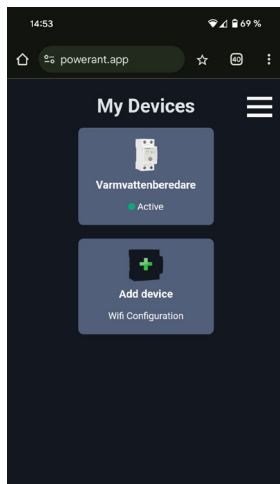 14:53
69 %
powerant.app
40
My Devices
Varmvattenberedare
Active
Add device
Wifi Configuration